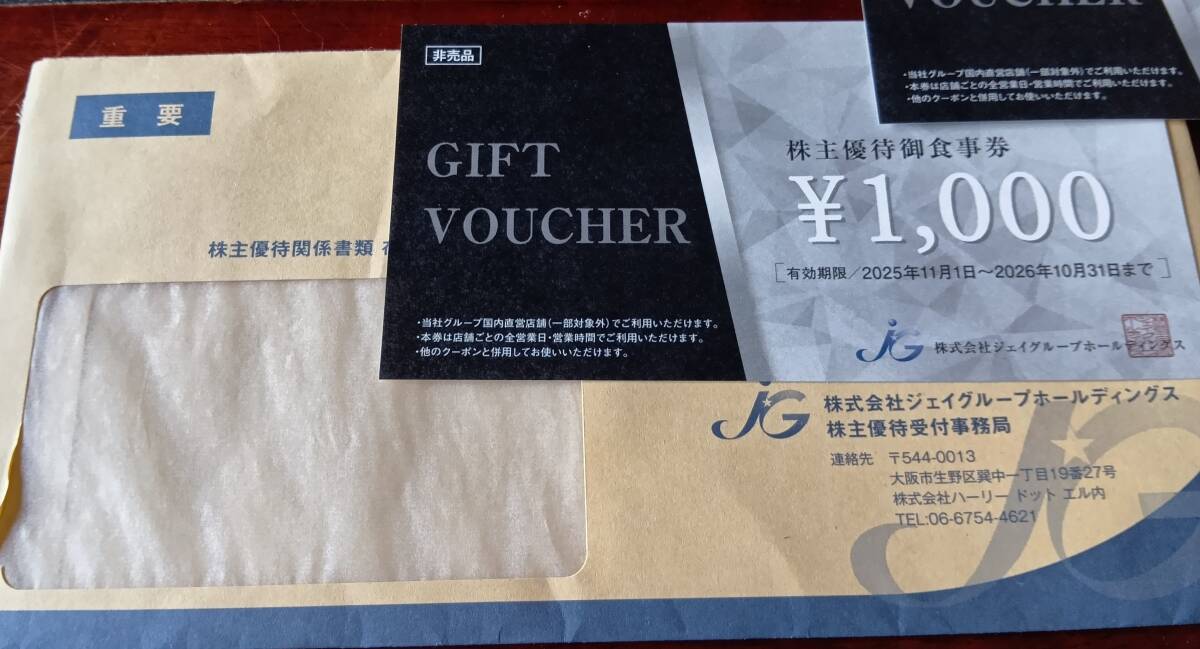 非売品
GIFT
VOUCHER
・当社グループ国内直営店舗(一部対象外)でご利用いただけます。
・本券は店舗ごとの全営業日・営業時間でご利用いただけます。
・他のクーポンと併用してお使いいただけます。
株主優待御食事券
¥1,000
[有効期限/2025年11月1日～2026年10月31日まで]
JG 株式会社ジェイグループホールディングス
VOUCHER
・当社グループ国内直営店舗(一部対象外)でご利用いただけます。
・本券は店舗ごとの全営業日・営業時間でご利用いただけます。
・他のクーポンと併用してお使いいただけます。
重要
株主優待関係書類
JG 株式会社ジェイグループホールディングス
株主優待受付事務局
連絡先 〒544-0013
大阪市生野区巽中一丁目19番27号
株式会社ハーリー ドット エル内
TEL:06-6754-4621